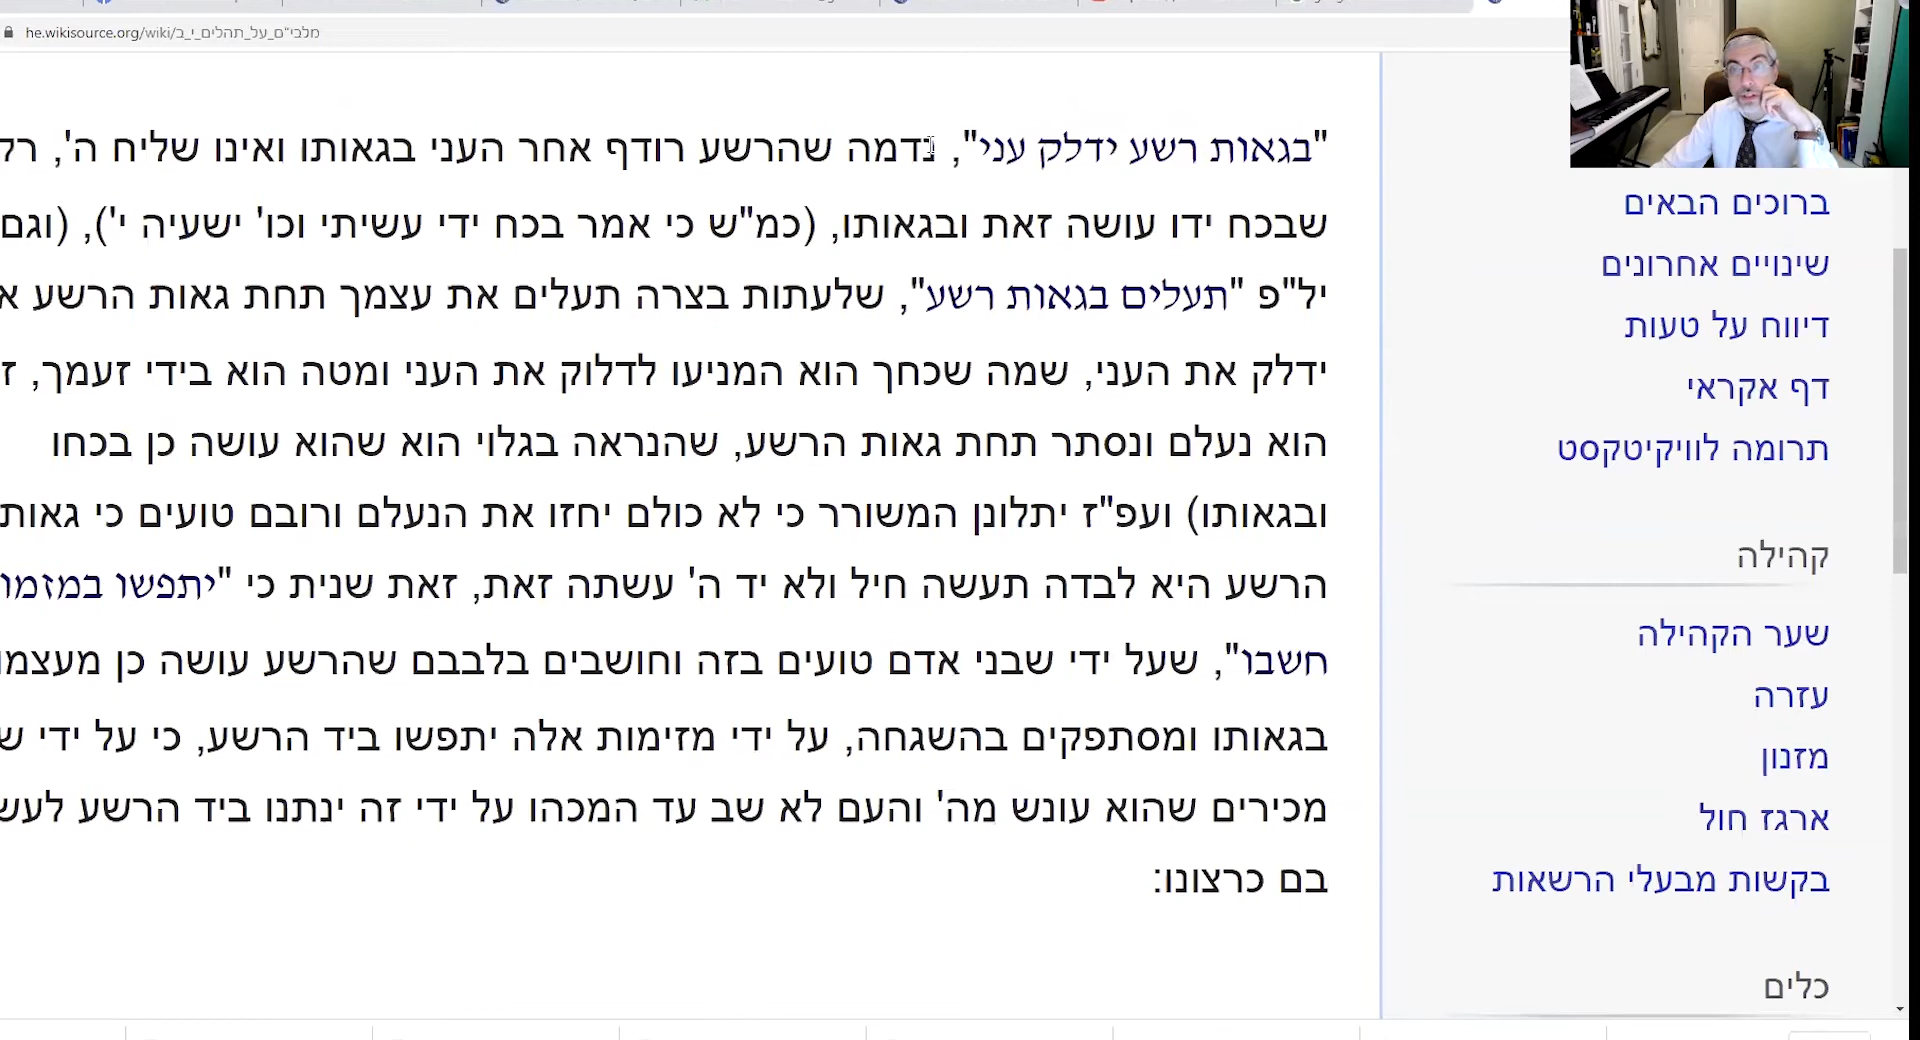 he.wikisource.org/wiki/מלבי"ם_על_תהלים_י_ב
"בגאות רשע ידלק עני", נדמה שהרשע רודף אחר העני בגאותו ואינו שליח ה',
שבכח ידו עושה זאת ובגאותו, (כמ"ש כי אמר בכח ידי עשיתי וכו' ישעיה י'), (וגם
יל"פ "תעלים בגאות רשע", שלעתות בצרה תעלים את עצמך תחת גאות הרשע
ידלק את העני, שמה שכחך הוא המניעו לדלוק את העני ומטה הוא בידי זעמך,
הוא נעלם ונסתר תחת גאות הרשע, שהנראה בגלוי הוא שהוא עושה כן בכחו
ובגאותו) ועפ"ז יתלונן המשורר כי לא כולם יחזו את הנעלם ורובם טועים כי גאות
הרשע היא לבדה תעשה חיל ולא יד ה' עשתה זאת, זאת שנית כי "יתפשו
חשבו", שעל ידי שבני אדם טועים בזה וחושבים בלבבם שהרשע עושה כן
בגאותו ומסתפקים בהשגחה, על ידי מזימות אלה יתפשו ביד הרשע, כי על ידי
מכירים שהוא עונש מה' והעם לא שב עד המכהו על ידי זה ינתנו ביד הרשע
בם כרצונו:
ברוכים הבאים
שינויים אחרונים
דיווח על טעות
דף אקראי
תרומה לוויקיטקסט
קהילה
שער הקהילה
עזרה
מזנון
ארגז חול
בקשות מבעלי הרשאות
כלים